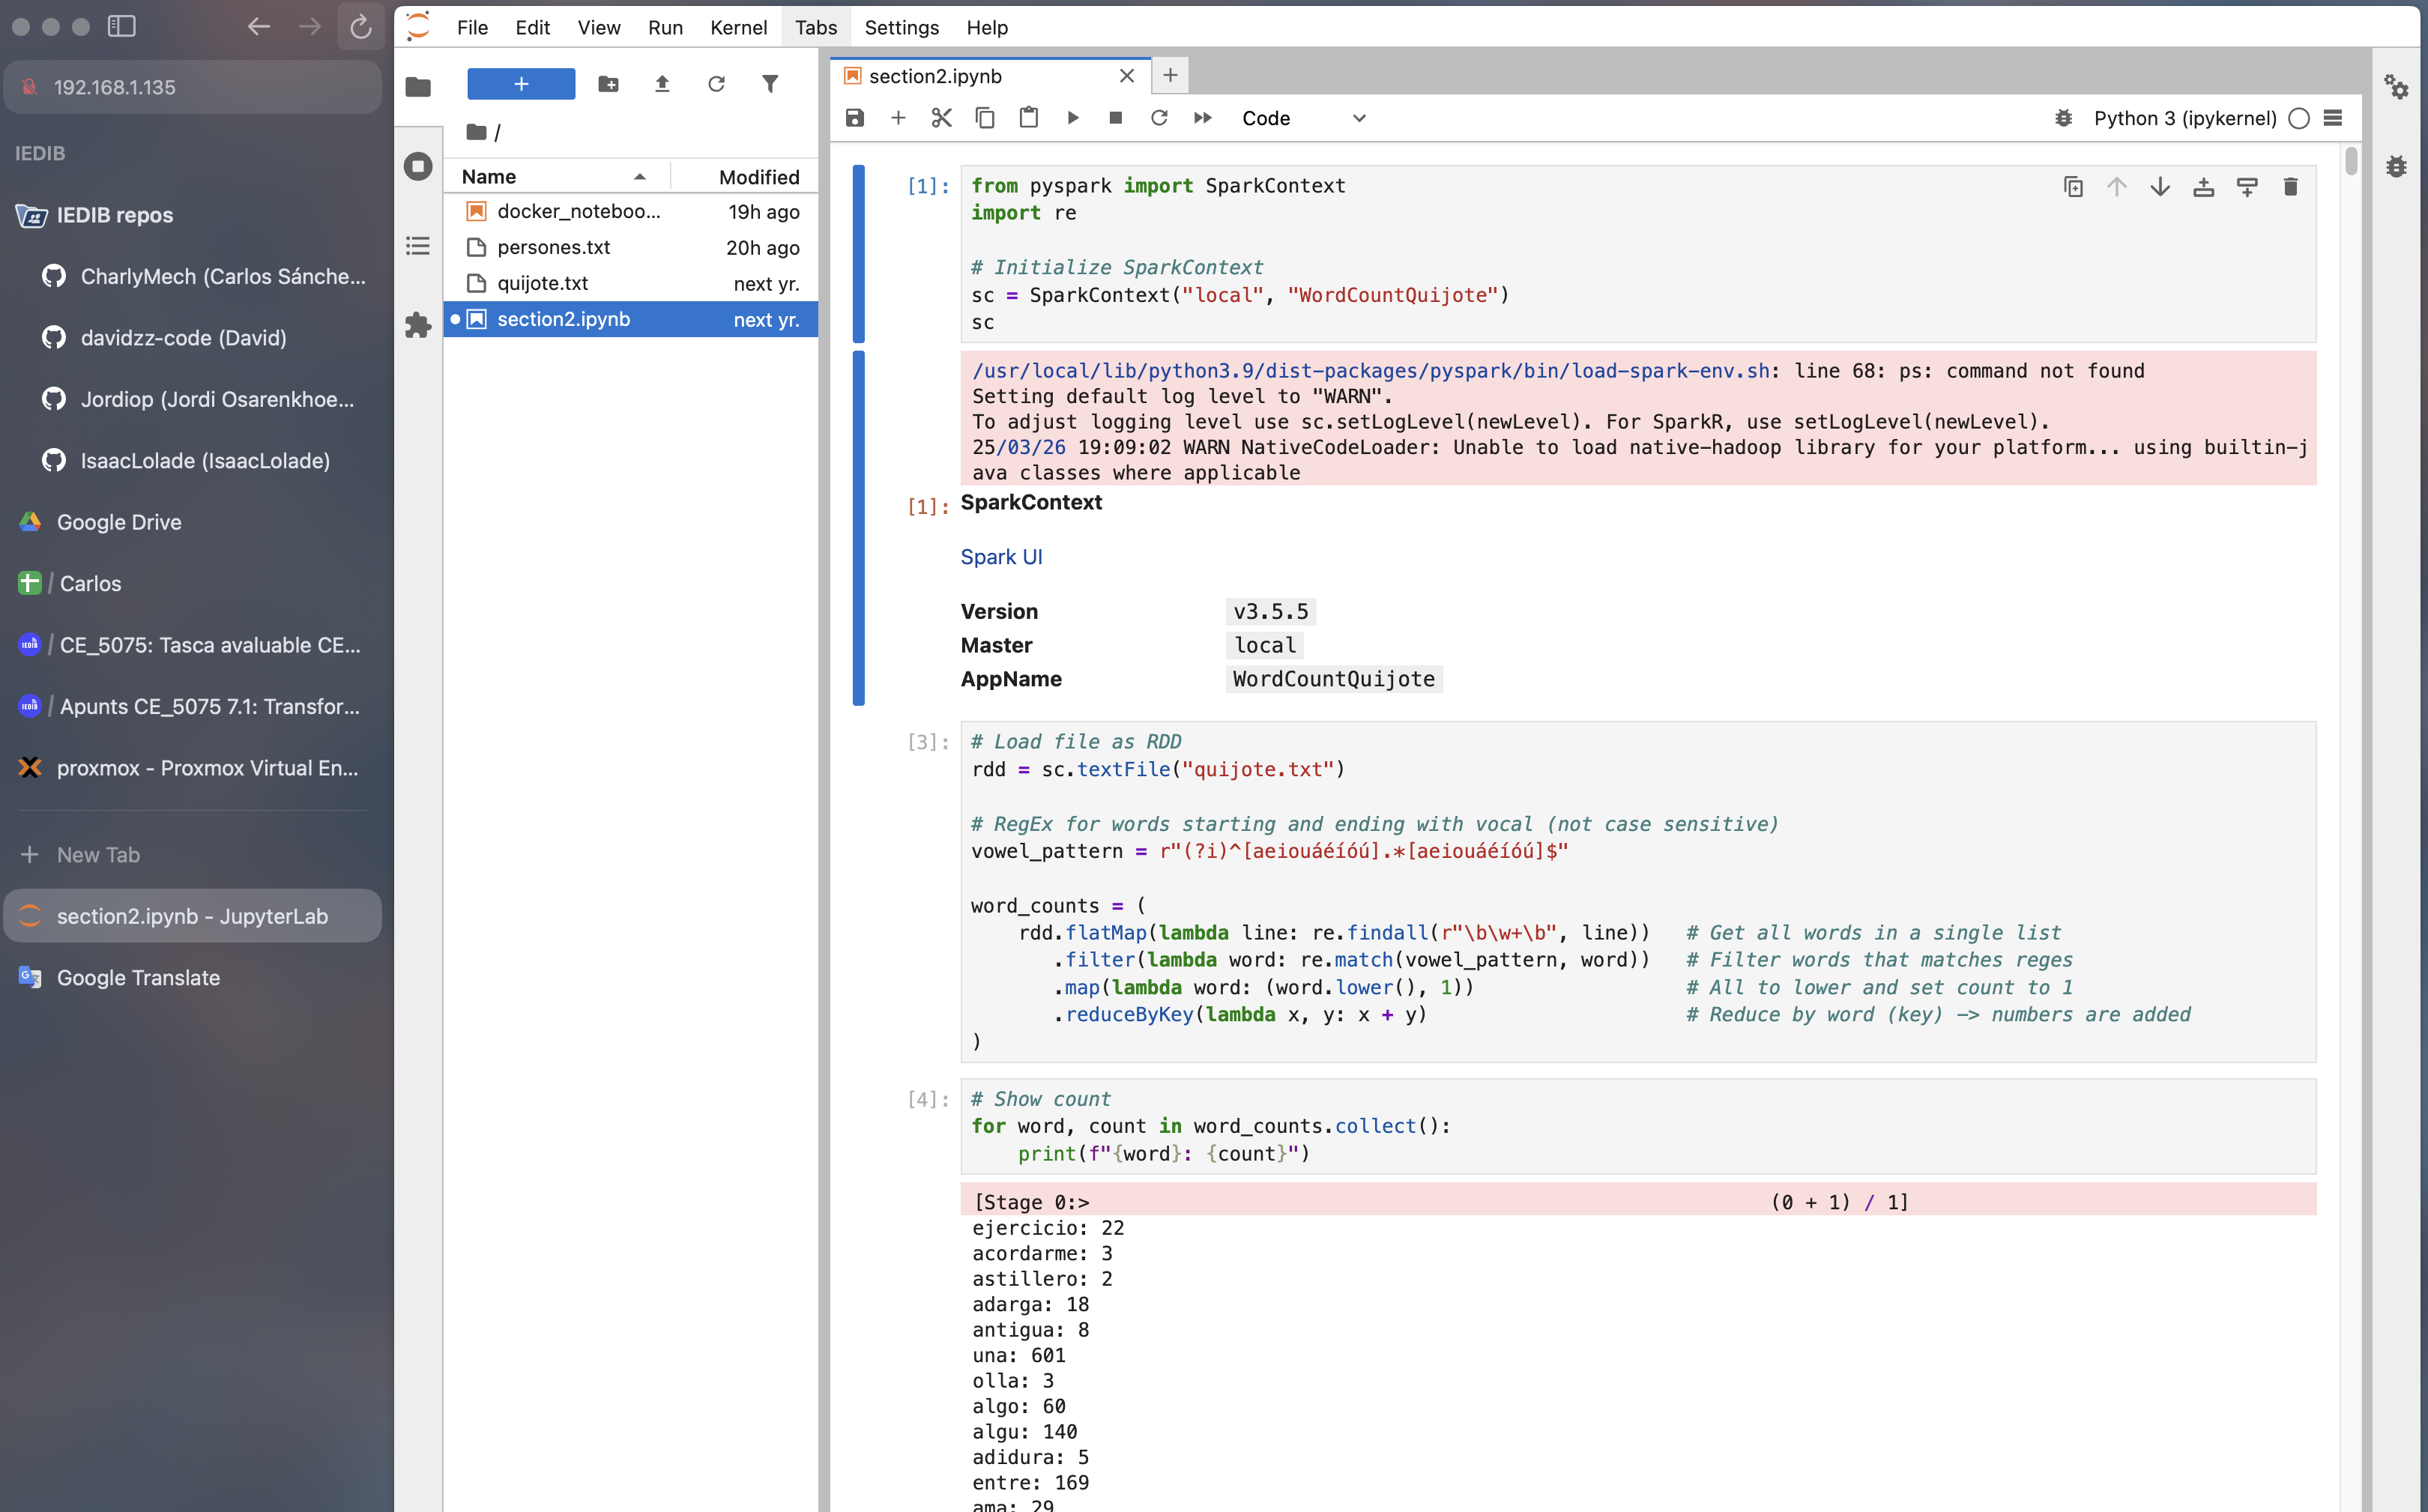 192.168.1.135
IEDIB
IEDIB repos
CharlyMech (Carlos Sánche...
davidzz-code (David)
Jordiop (Jordi Osarenkhoe...
IsaacLolade (IsaacLolade)
Google Drive
/ Carlos
/ CE_5075: Tasca avaluable CE...
/ Apunts CE_5075 7.1: Transfor...
proxmox - Proxmox Virtual En...
New Tab
section2.ipynb - JupyterLab
Google Translate
File Edit View Run Kernel Tabs Settings Help
/
Name Modified
docker_noteboo... 19h ago
persones.txt 20h ago
quijote.txt next yr.
section2.ipynb next yr.
section2.ipynb
Code
Python 3 (ipykernel)
[1]: from pyspark import SparkContext
import re
# Initialize SparkContext
sc = SparkContext("local", "WordCountQuijote")
sc
/usr/local/lib/python3.9/dist-packages/pyspark/bin/load-spark-env.sh: line 68: ps: command not found
Setting default log level to "WARN".
To adjust logging level use sc.setLogLevel(newLevel). For SparkR, use setLogLevel(newLevel).
25/03/26 19:09:02 WARN NativeCodeLoader: Unable to load native-hadoop library for your platform... using builtin-j
ava classes where applicable
[1]: SparkContext
Spark UI
Version v3.5.5
Master local
AppName WordCountQuijote
[3]: # Load file as RDD
rdd = sc.textFile("quijote.txt")
# RegEx for words starting and ending with vocal (not case sensitive)
vowel_pattern = r"(?i)^[aeiouáéíóú].*[aeiouáéíóú]$"
word_counts = (
rdd.flatMap(lambda line: re.findall(r"\b\w+\b", line)) # Get all words in a single list
.filter(lambda word: re.match(vowel_pattern, word)) # Filter words that matches reges
.map(lambda word: (word.lower(), 1)) # All to lower and set count to 1
.reduceByKey(lambda x, y: x + y) # Reduce by word (key) -> numbers are added
)
[4]: # Show count
for word, count in word_counts.collect():
print(f"{word}: {count}")
[Stage 0:> (0 + 1) / 1]
ejercicio: 22
acordarme: 3
astillero: 2
adarga: 18
antigua: 8
una: 601
olla: 3
algo: 60
algu: 140
adidura: 5
entre: 169
ama: 29